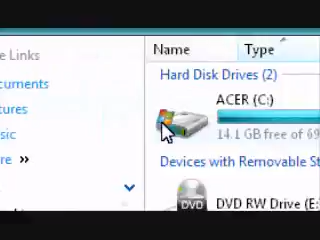 e Links
Name
Type
cuments
tures
sic
re »
Hard Disk Drives (2)
ACER (C:)
14.1 GB free of 69
Devices with Removable St
DVD
DVD RW Drive (E: